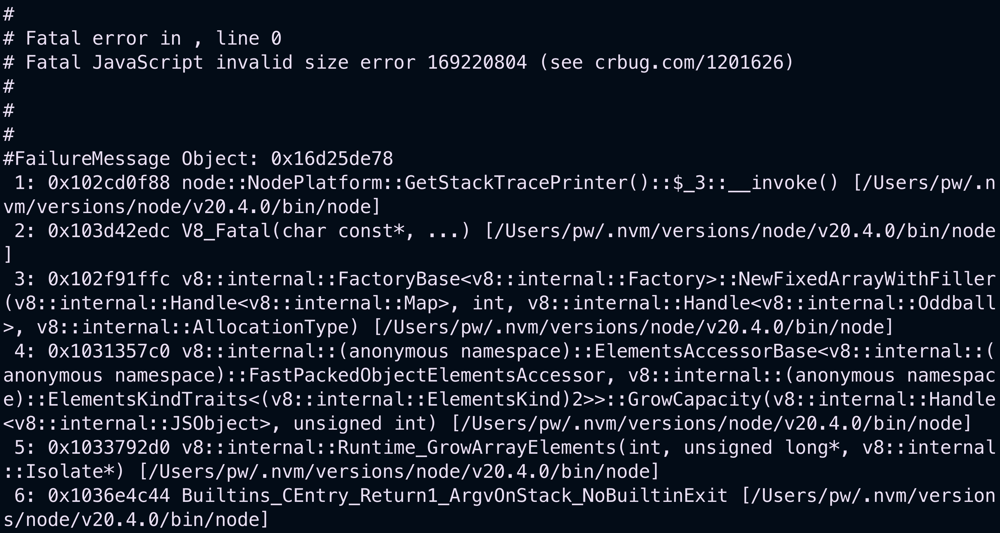 #
# Fatal error in , line 0
# Fatal JavaScript invalid size error 169220804 (see crbug.com/1201626)
#
#
#
#FailureMessage Object: 0x16d25de78
 1: 0x102cd0f88 node::NodePlatform::GetStackTracePrinter()::$_3::__invoke() [/Users/pw/.n
vm/versions/node/v20.4.0/bin/node]
 2: 0x103d42edc V8_Fatal(char const*, ...) [/Users/pw/.nvm/versions/node/v20.4.0/bin/node
]
 3: 0x102f91ffc v8::internal::FactoryBase<v8::internal::Factory>::NewFixedArrayWithFiller
(v8::internal::Handle<v8::internal::Map>, int, v8::internal::Handle<v8::internal::Oddball
>, v8::internal::AllocationType) [/Users/pw/.nvm/versions/node/v20.4.0/bin/node]
 4: 0x1031357c0 v8::internal::(anonymous namespace)::ElementsAccessorBase<v8::internal::(
anonymous namespace)::FastPackedObjectElementsAccessor, v8::internal::(anonymous namespac
e)::ElementsKindTraits<(v8::internal::ElementsKind)2>>::GrowCapacity(v8::internal::Handle
<v8::internal::JSObject>, unsigned int) [/Users/pw/.nvm/versions/node/v20.4.0/bin/node]
 5: 0x1033792d0 v8::internal::Runtime_GrowArrayElements(int, unsigned long*, v8::internal
::Isolate*) [/Users/pw/.nvm/versions/node/v20.4.0/bin/node]
 6: 0x1036e4c44 Builtins_CEntry_Return1_ArgvOnStack_NoBuiltinExit [/Users/pw/.nvm/version
s/node/v20.4.0/bin/node]